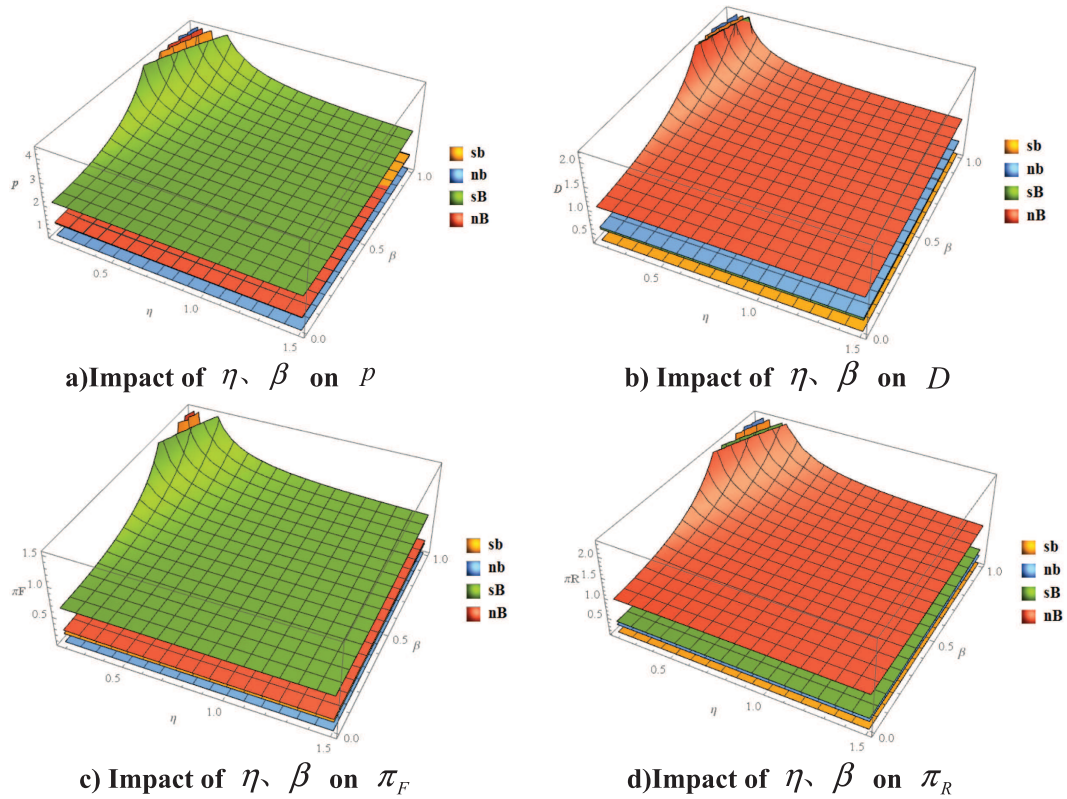 4
3
2
1
p
0.5
1.0
1.5
η
0.0
0.5
1.0
β
sb
nb
sB
nB
a)Impact of η、 β on p
2.0
1.5
1.0
0.5
D
0.5
1.0
1.5
η
0.0
0.5
1.0
β
sb
nb
sB
nB
b) Impact of η、 β on D
1.5
1.0
0.5
πF
0.5
1.0
1.5
η
0.0
0.5
1.0
β
sb
nb
sB
nB
c) Impact of η、 β on π_F
2.0
1.5
1.0
0.5
πR
0.5
1.0
1.5
η
0.0
0.5
1.0
β
sb
nb
sB
nB
d)Impact of η、 β on π_R